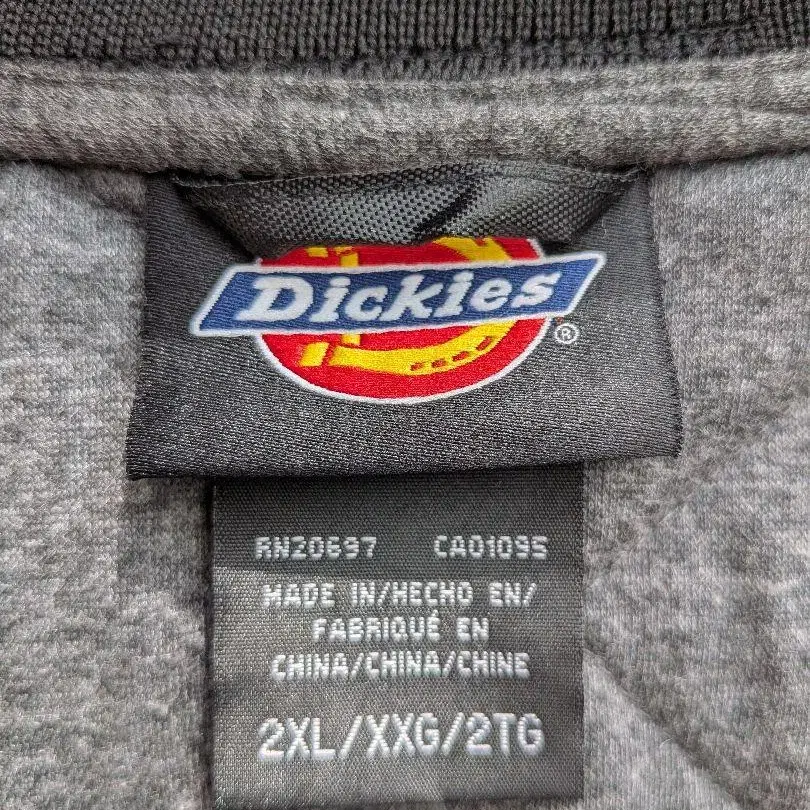 Dickies
®
RN20697 CA01095
MADE IN/HECHO EN/
FABRIQUÉ EN
CHINA/CHINA/CHINE
2XL/XXG/2TG